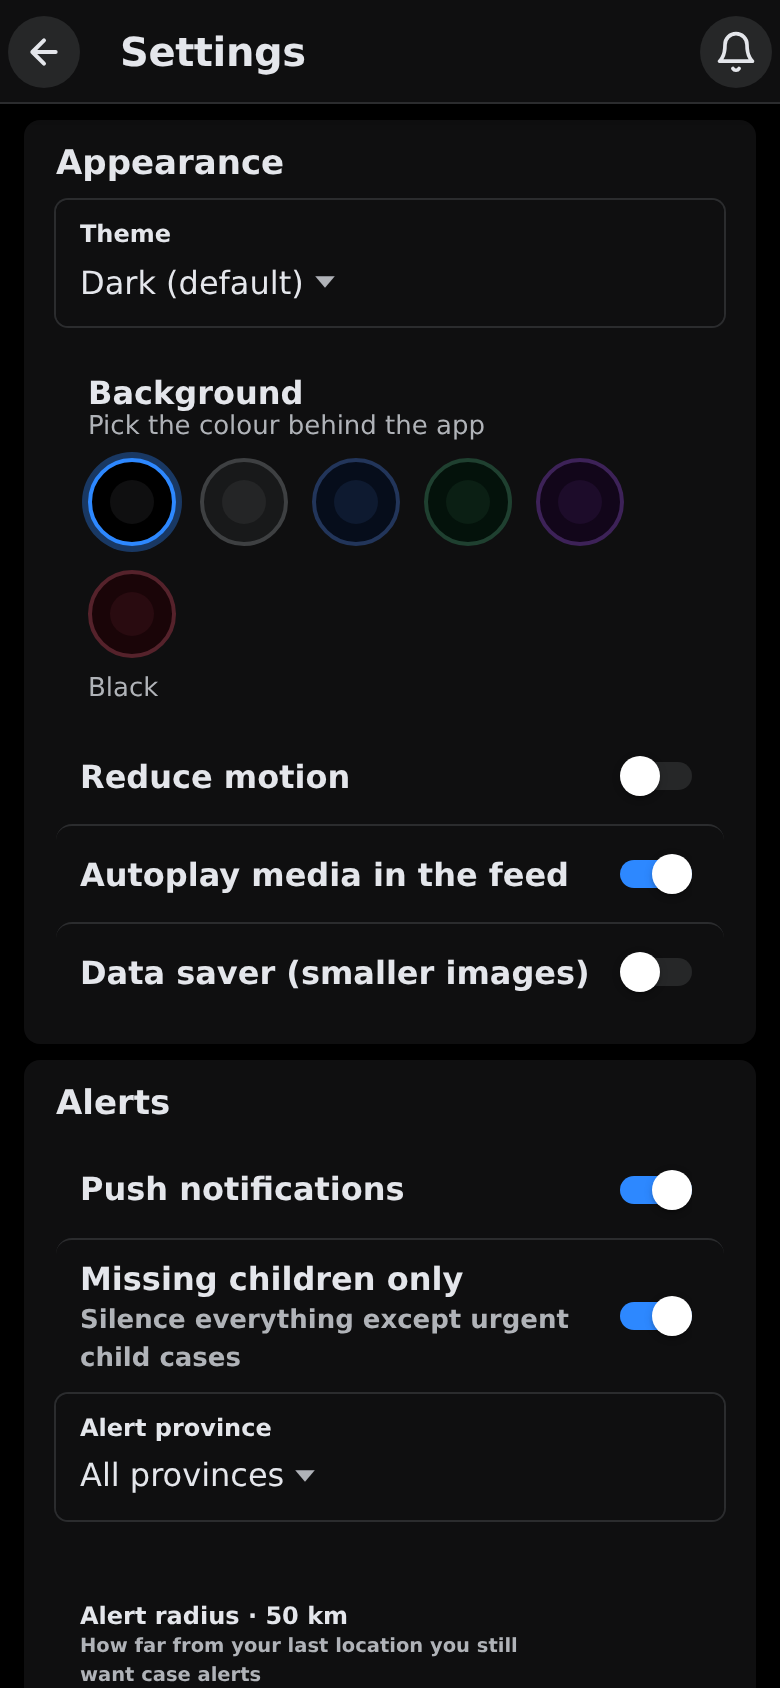 Settings
Appearance
Theme
Dark (default)
Background
Pick the colour behind the app
Black
Reduce motion
Autoplay media in the feed
Data saver (smaller images)
Alerts
Push notifications
Missing children only
Silence everything except urgent
child cases
Alert province
All provinces
Alert radius · 50 km
How far from your last location you still
want case alerts